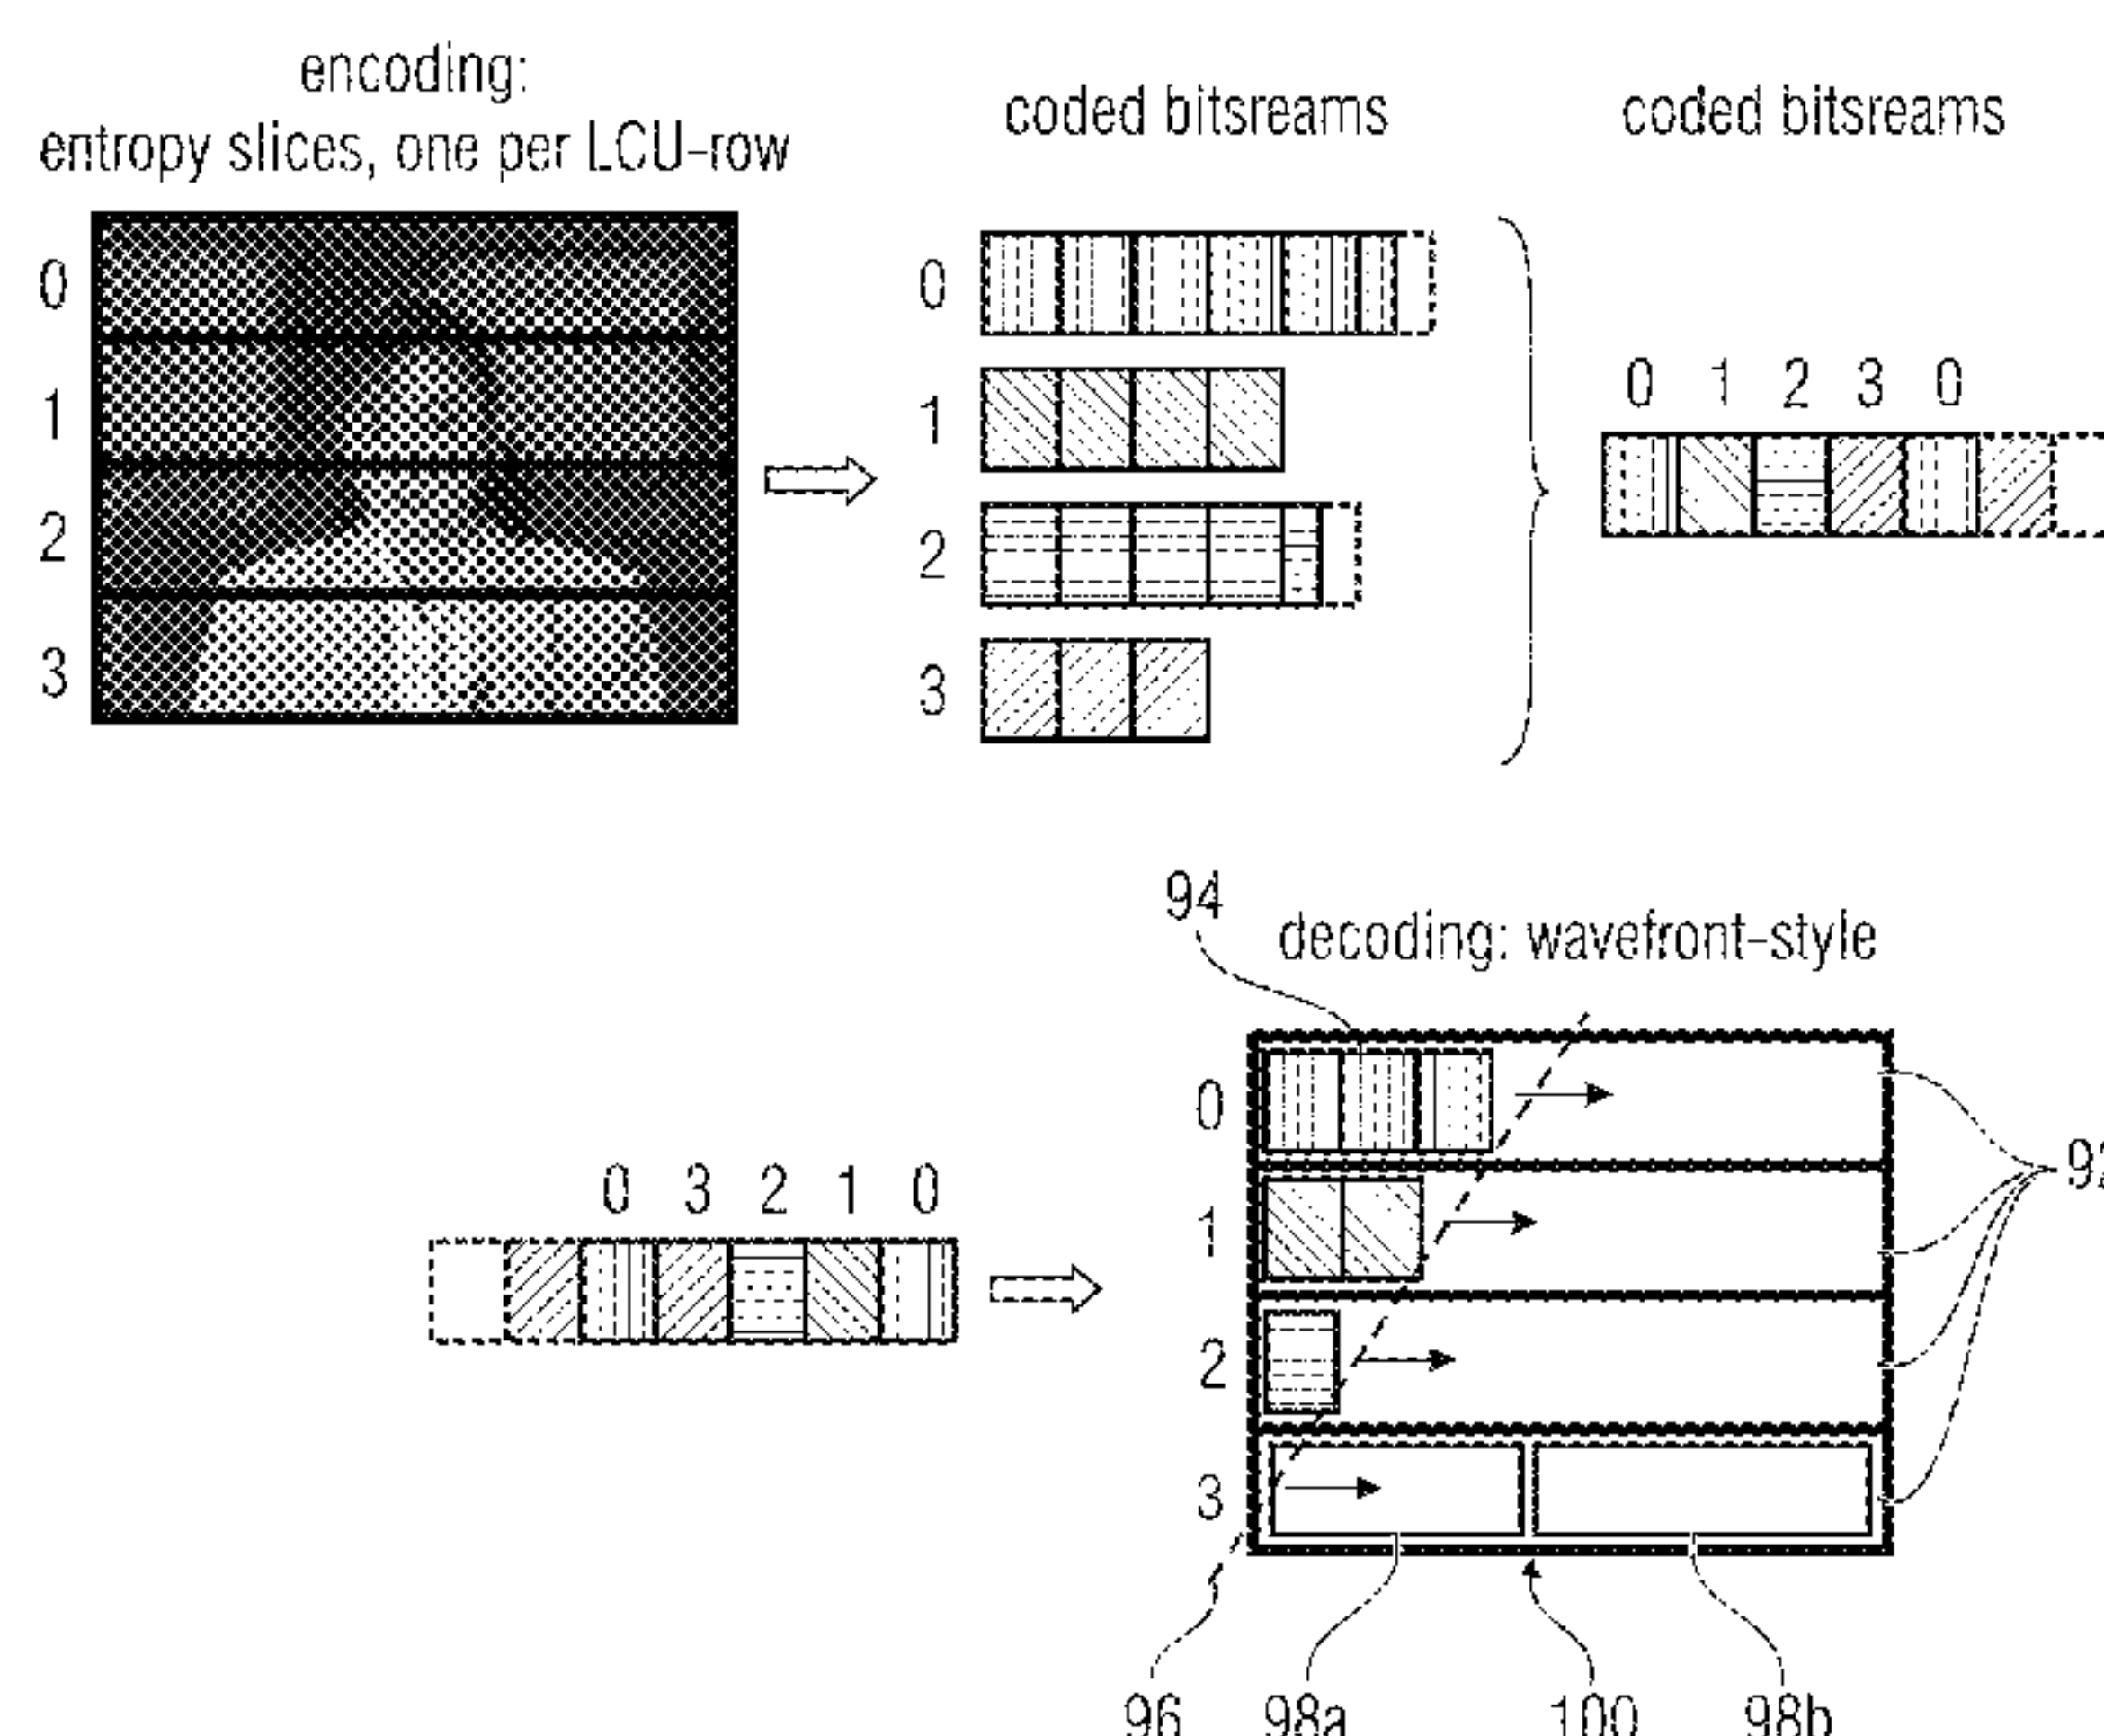 encoding:
entropy slices, one per LCU-row
0
1
2
3
coded bitsreams
0
1
2
3
coded bitsreams
0 1 2 3 0
0 3 2 1 0
94
decoding: wavefront-style
0
1
2
3
92
96 98a 100 98b